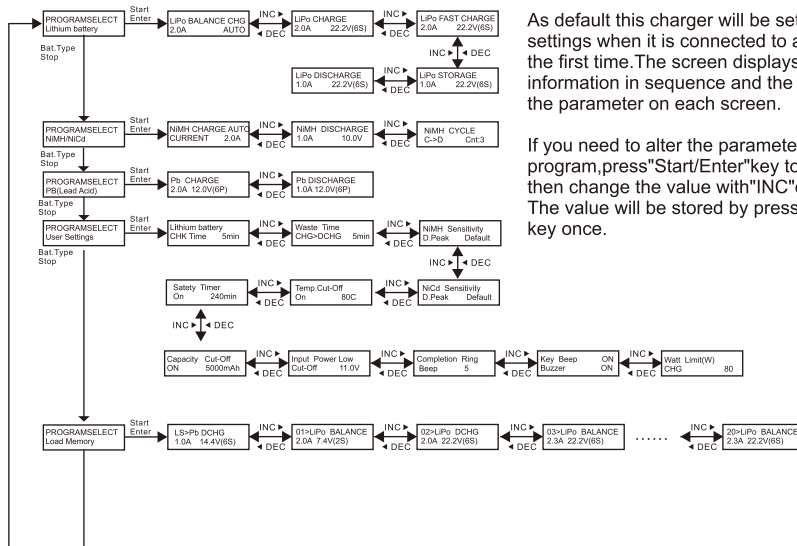 PROGRAMSELECT
Lithium battery
Start
Enter
LiPo BALANCE CHG
2.0A AUTO
INC ►
◄ DEC
LiPo CHARGE
2.0A 22.2V(6S)
INC ►
◄ DEC
LiPo FAST CHARGE
2.0A 22.2V(6S)
INC ► ◄ DEC
LiPo DISCHARGE
1.0A 22.2V(6S)
INC ►
◄ DEC
LiPo STORAGE
1.0A 22.2V(6S)
Bat.Type
Stop
PROGRAMSELECT
NiMH/NiCd
Start
Enter
NiMH CHARGE AUTO
CURRENT 2.0A
INC ►
◄ DEC
NiMH DISCHARGE
1.0A 10.0V
INC ►
◄ DEC
NiMH CYCLE
C->D Cnt:3
Bat.Type
Stop
PROGRAMSELECT
PB(Lead Acid)
Start
Enter
Pb CHARGE
2.0A 12.0V(6P)
INC ►
◄ DEC
Pb DISCHARGE
1.0A 12.0V(6P)
Bat.Type
Stop
PROGRAMSELECT
User Settings
Start
Enter
Lithium battery
CHK Time 5min
INC ►
◄ DEC
Waste Time
CHG>DCHG 5min
INC ►
◄ DEC
NiMH Sensitivity
D.Peak Default
Bat.Type
Stop
INC ► ◄ DEC
Satety Timer
On 240min
INC ►
◄ DEC
Temp.Cut-Off
On 80C
INC ►
◄ DEC
NiCd Sensitivity
D.Peak Default
INC ► ◄ DEC
Capacity Cut-Off
ON 5000mAh
INC ►
◄ DEC
Input Power Low
Cut-Off 11.0V
INC ►
◄ DEC
Completion Ring
Beep 5
INC ►
◄ DEC
Key Beep ON
Buzzer ON
INC ►
◄ DEC
Watt Limit(W)
CHG 80
PROGRAMSELECT
Load Memory
Start
Enter
LS>Pb DCHG
1.0A 14.4V(6S)
INC ►
◄ DEC
01>LiPo BALANCE
2.0A 7.4V(2S)
INC ►
◄ DEC
02>LiPo DCHG
2.0A 22.2V(6S)
INC ►
◄ DEC
03>LiPo BALANCE
2.3A 22.2V(6S)
......
INC ►
◄ DEC
20>LiPo BALANCE
2.3A 22.2V(6S)
As default this charger will be se
settings when it is connected to a
the first time.The screen displays
information in sequence and the
the parameter on each screen.
If you need to alter the paramete
program,press"Start/Enter"key to
then change the value with"INC"
The value will be stored by press
key once.